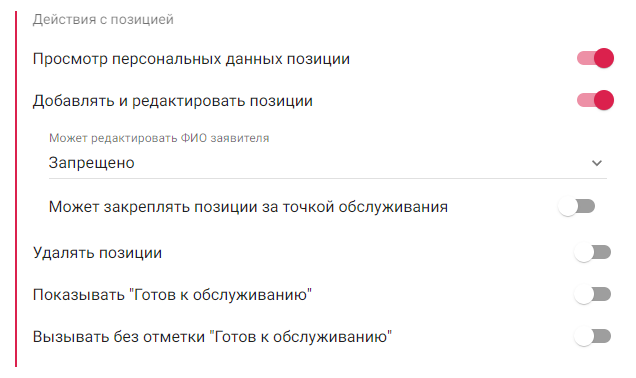 Действия с позицией
Просмотр персональных данных позиции
Добавлять и редактировать позиции
Может редактировать ФИО заявителя
Запрещено
Может закреплять позиции за точкой обслуживания
Удалять позиции
Показывать "Готов к обслуживанию"
Вызывать без отметки "Готов к обслуживанию"